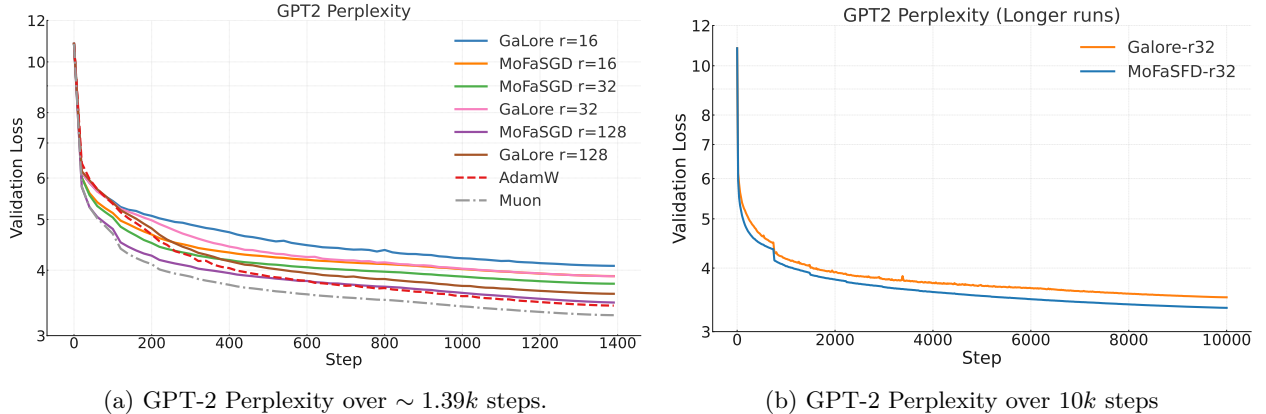 GPT2 Perplexity
12
10
8
7
6
5
4
3
Validation Loss
GaLore r=16
MoFaSGD r=16
MoFaSGD r=32
GaLore r=32
MoFaSGD r=128
GaLore r=128
AdamW
Muon
0 200 400 600 800 1000 1200 1400
Step
(a) GPT-2 Perplexity over ∼ 1.39k steps.
GPT2 Perplexity (Longer runs)
12
10
8
6
5
4
3
Validation Loss
Galore-r32
MoFaSFD-r32
0 2000 4000 6000 8000 10000
Step
(b) GPT-2 Perplexity over 10k steps